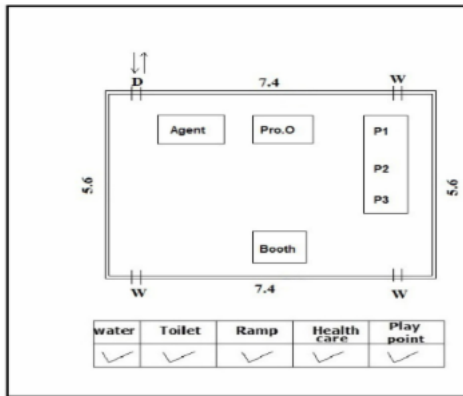 D
7.4
W
Agent
Pro.O
P1
P2
P3
5.6
5.6
Booth
W
7.4
W
water Toilet Ramp Health care Play point